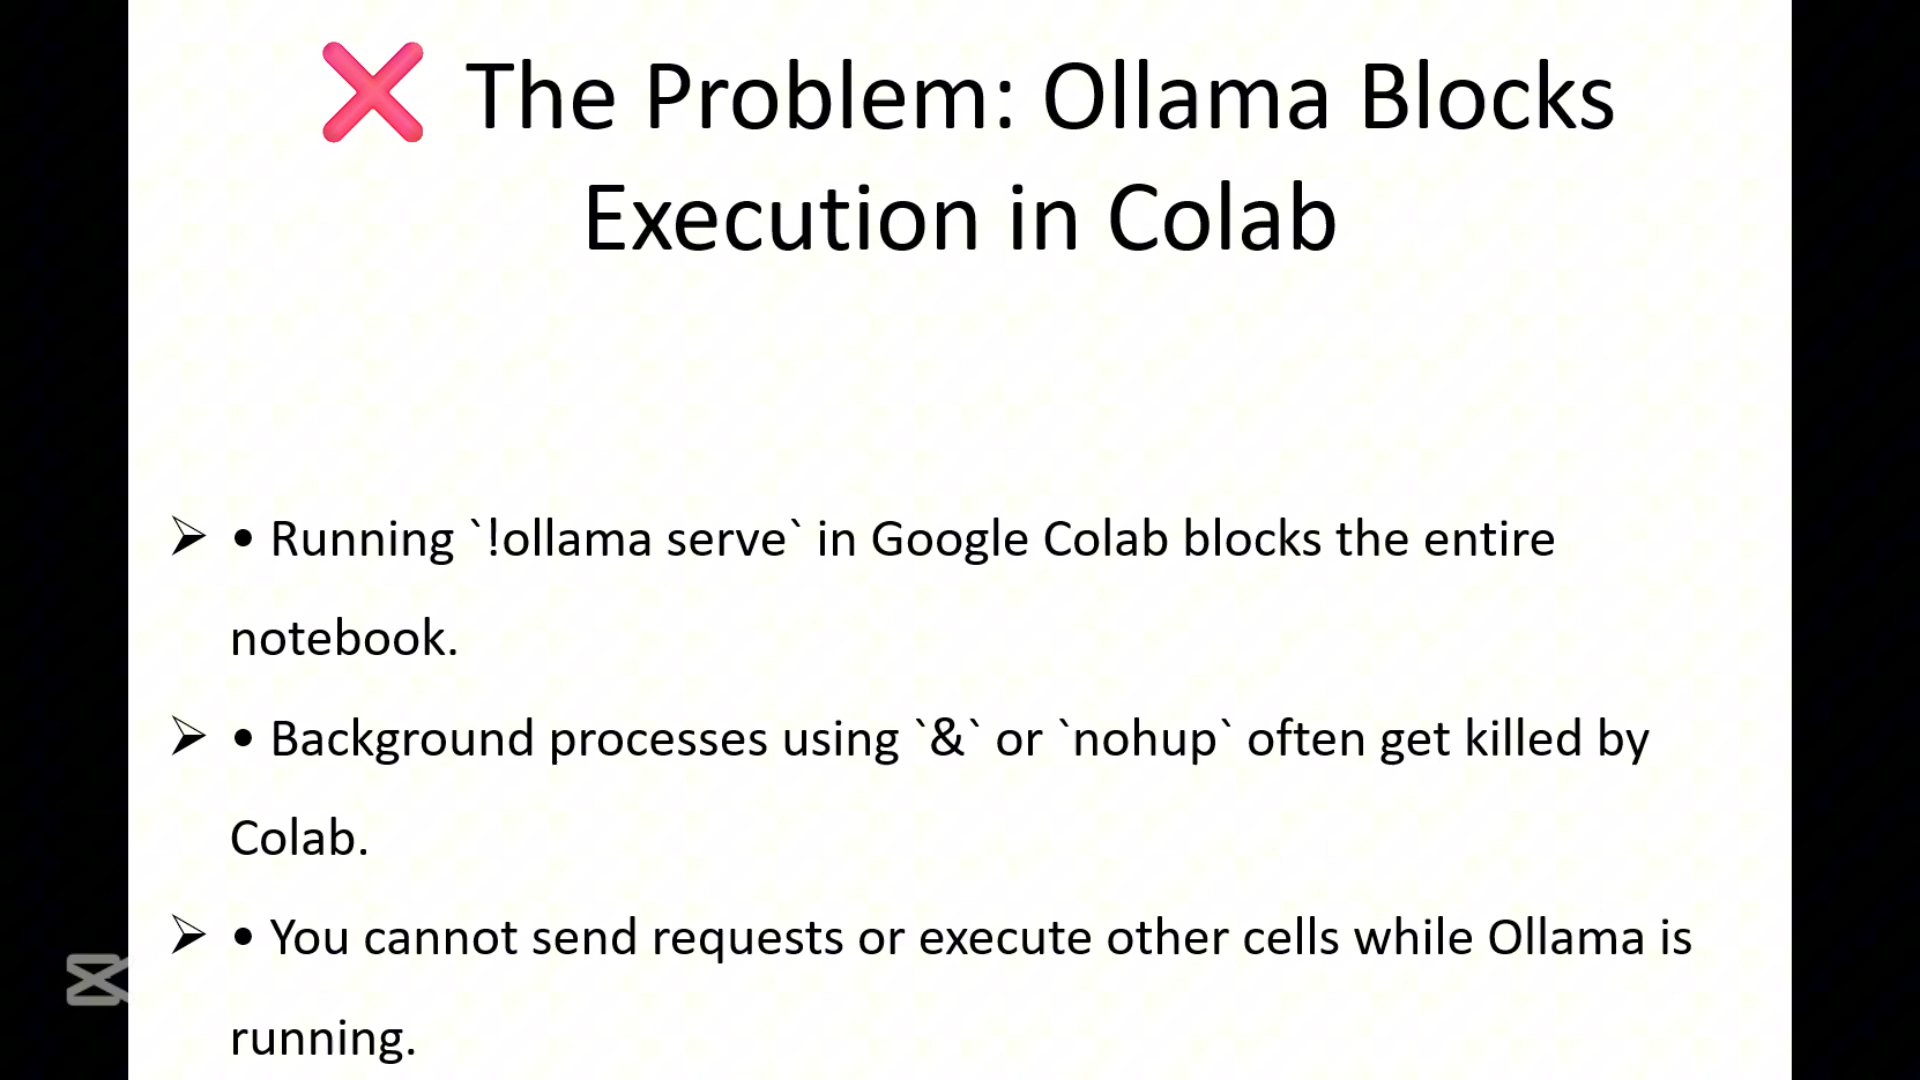 ❌ The Problem: Ollama Blocks
Execution in Colab
➢ • Running `!ollama serve` in Google Colab blocks the entire
notebook.
➢ • Background processes using `&` or `nohup` often get killed by
Colab.
➢ • You cannot send requests or execute other cells while Ollama is
running.